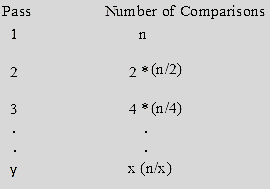 Pass Number of Comparisons
1 n
2 2 * (n/2)
3 4 * (n/4)
. .
. .
y x (n/x)